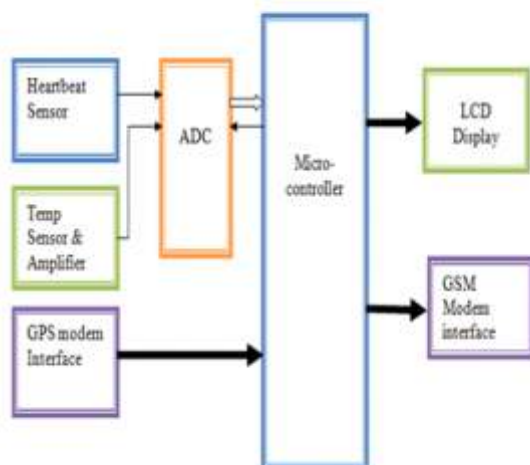 Heartbeat
Sensor
ADC
Micro-
controller
LCD
Display
Temp
Sensor &
Amplifier
GSM
Modem
interface
GPS modem
Interface